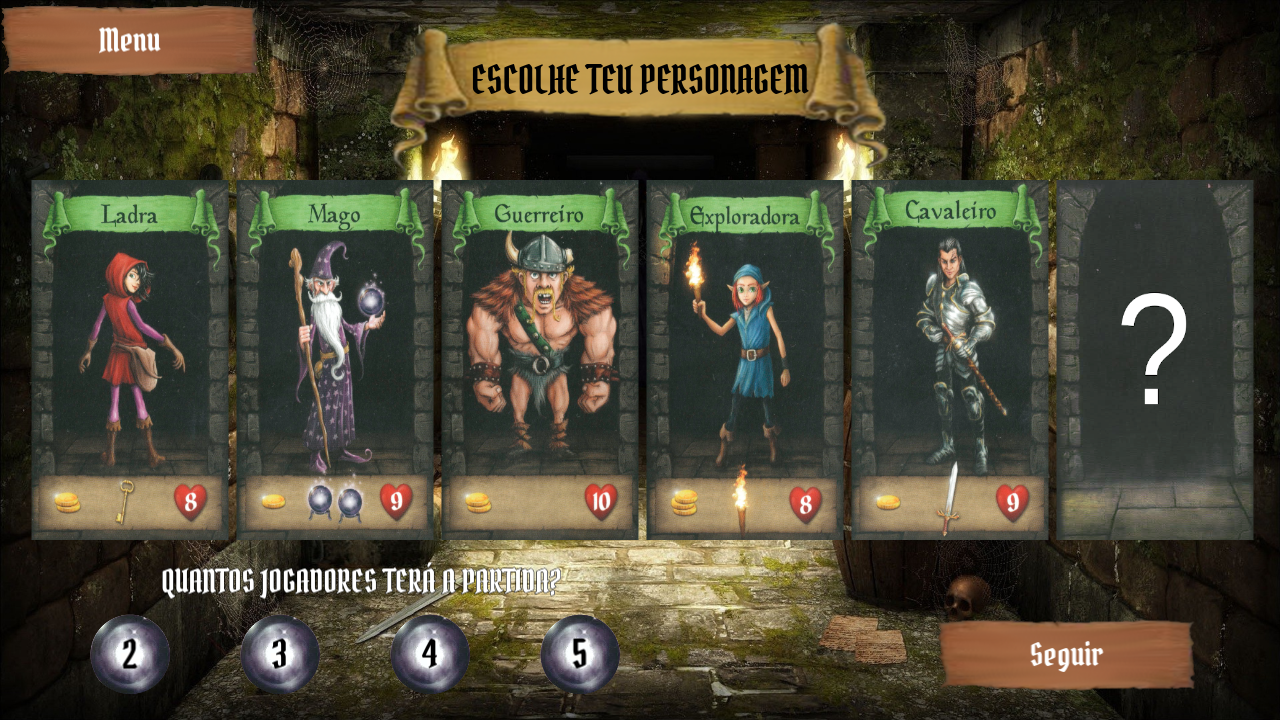 Menu
ESCOLHE TEU PERSONAGEM
Ladra
Mago
Guerreiro
Exploradora
Cavaleiro
?
8
9
10
8
9
QUANTOS JOGADORES TERÁ A PARTIDA?
2
3
4
5
Seguir